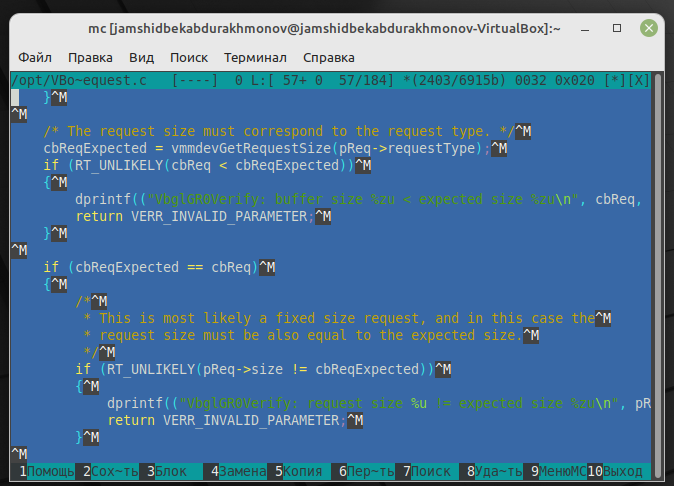 mc [jamshidbekabdurakhmonov@jamshidbekabdurakhmonov-VirtualBox]:~
Файл Правка Вид Поиск Терминал Справка
/opt/VBo~equest.c [----] 0 L:[ 57+ 0 57/184] *(2403/6915b) 0032 0x020 [*][X]
}^M
^M
/* The request size must correspond to the request type. */^M
cbReqExpected = vmmdevGetRequestSize(pReq->requestType);^M
if (RT_UNLIKELY(cbReq < cbReqExpected))^M
{^M
dprintf(("VbglGR0Verify: buffer size %zu < expected size %zu\n", cbReq,
return VERR_INVALID_PARAMETER;^M
}^M
^M
if (cbReqExpected == cbReq)^M
{^M
/*^M
* This is most likely a fixed size request, and in this case the^M
* request size must be also equal to the expected size.^M
*/^M
if (RT_UNLIKELY(pReq->size != cbReqExpected))^M
{^M
dprintf(("VbglGR0Verify: request size %u != expected size %zu\n", pR
return VERR_INVALID_PARAMETER;^M
}^M
^M
1Помощь 2Сох~ть 3Блок 4Замена 5Копия 6Пер~ть 7Поиск 8Уда~ть 9МенюMC 10Выход